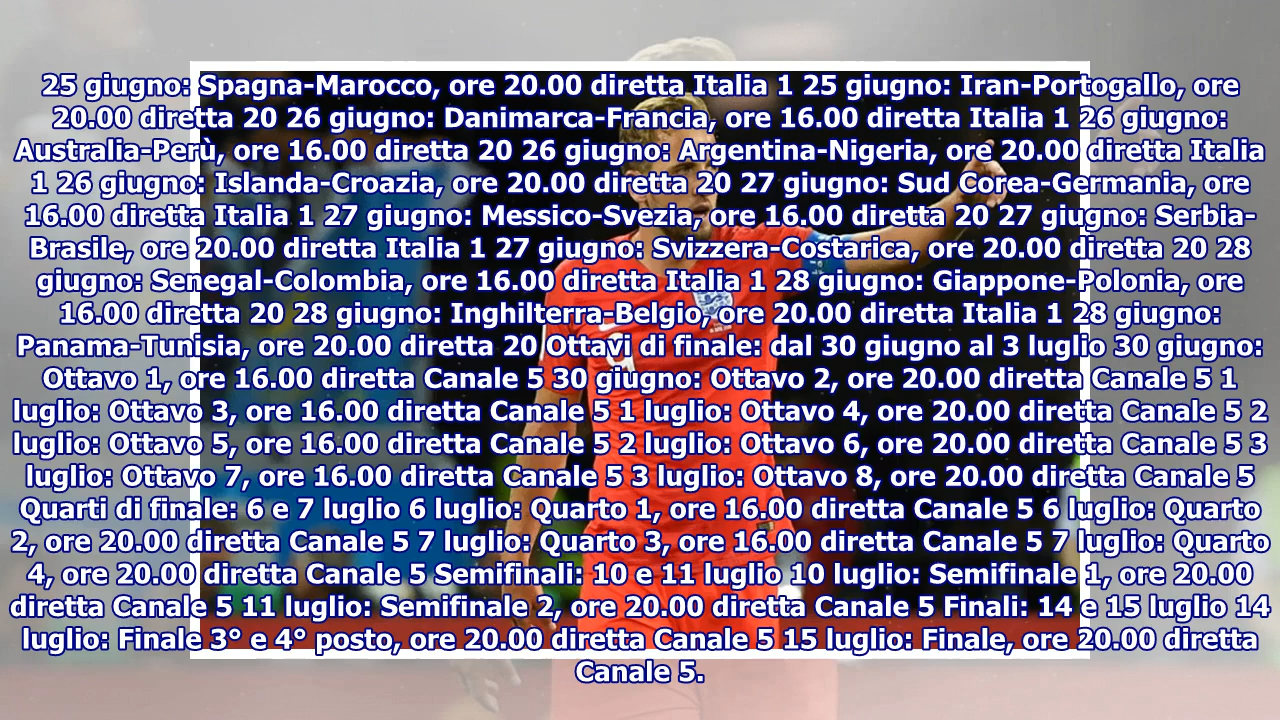 25 giugno: Spagna-Marocco, ore 20.00 diretta Italia 1 25 giugno: Iran-Portogallo, ore
20.00 diretta 20 26 giugno: Danimarca-Francia, ore 16.00 diretta Italia 1 26 giugno:
Australia-Perù, ore 16.00 diretta 20 26 giugno: Argentina-Nigeria, ore 20.00 diretta Italia
1 26 giugno: Islanda-Croazia, ore 20.00 diretta 20 27 giugno: Sud Corea-Germania, ore
16.00 diretta Italia 1 27 giugno: Messico-Svezia, ore 16.00 diretta 20 27 giugno: Serbia-
Brasile, ore 20.00 diretta Italia 1 27 giugno: Svizzera-Costarica, ore 20.00 diretta 20 28
giugno: Senegal-Colombia, ore 16.00 diretta Italia 1 28 giugno: Giappone-Polonia, ore
16.00 diretta 20 28 giugno: Inghilterra-Belgio, ore 20.00 diretta Italia 1 28 giugno:
Panama-Tunisia, ore 20.00 diretta 20 Ottavi di finale: dal 30 giugno al 3 luglio 30 giugno:
Ottavo 1, ore 16.00 diretta Canale 5 30 giugno: Ottavo 2, ore 20.00 diretta Canale 5 1
luglio: Ottavo 3, ore 16.00 diretta Canale 5 1 luglio: Ottavo 4, ore 20.00 diretta Canale 5 2
luglio: Ottavo 5, ore 16.00 diretta Canale 5 2 luglio: Ottavo 6, ore 20.00 diretta Canale 5 3
luglio: Ottavo 7, ore 16.00 diretta Canale 5 3 luglio: Ottavo 8, ore 20.00 diretta Canale 5
Quarti di finale: 6 e 7 luglio 6 luglio: Quarto 1, ore 16.00 diretta Canale 5 6 luglio: Quarto
2, ore 20.00 diretta Canale 5 7 luglio: Quarto 3, ore 16.00 diretta Canale 5 7 luglio: Quarto
4, ore 20.00 diretta Canale 5 Semifinali: 10 e 11 luglio 10 luglio: Semifinale 1, ore 20.00
diretta Canale 5 11 luglio: Semifinale 2, ore 20.00 diretta Canale 5 Finali: 14 e 15 luglio 14
luglio: Finale 3° e 4° posto, ore 20.00 diretta Canale 5 15 luglio: Finale, ore 20.00 diretta
Canale 5.